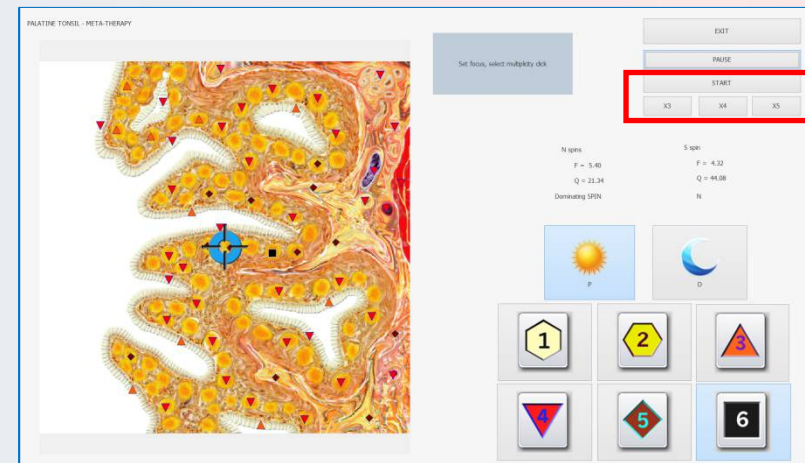 PALATINE TONSIL - META-THERAPY
Set focus, select multiplicity click
EXIT
PAUSE
START
X3 X4 X5
N spins S spin
F = 5.40 F = 4.32
Q = 21.34 Q = 44.08
Dominating SPIN N
P D
1 2 3
4 5 6